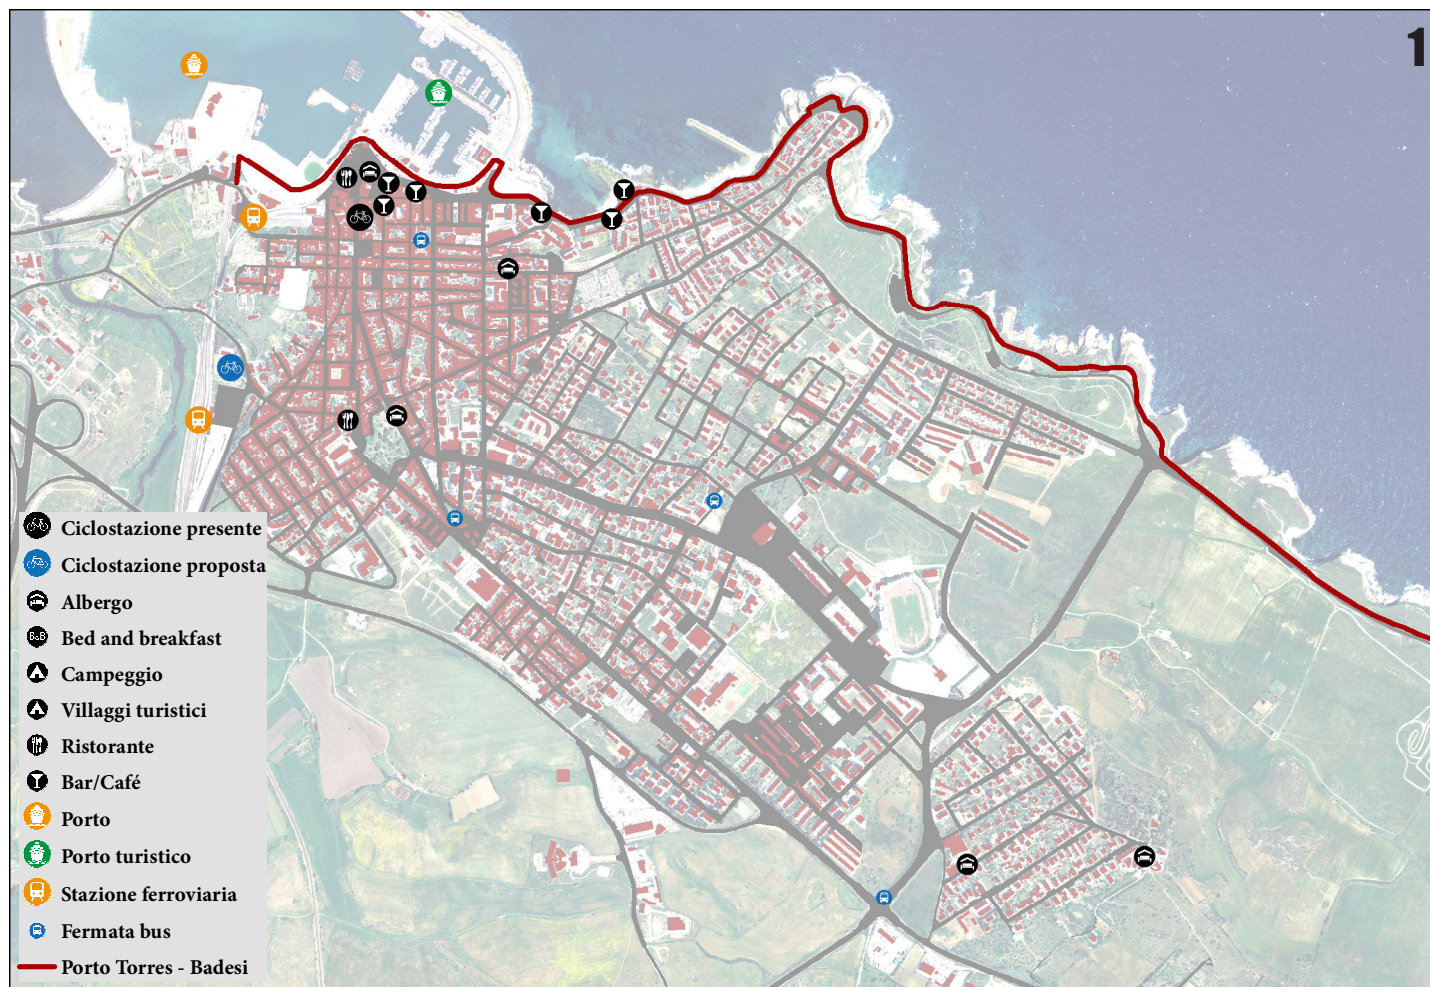 1
Ciclostazione presente
Ciclostazione proposta
Albergo
B&B Bed and breakfast
Campeggio
Villaggi turistici
Ristorante
Bar/Café
Porto
Porto turistico
Stazione ferroviaria
Fermata bus
Porto Torres - Badesi